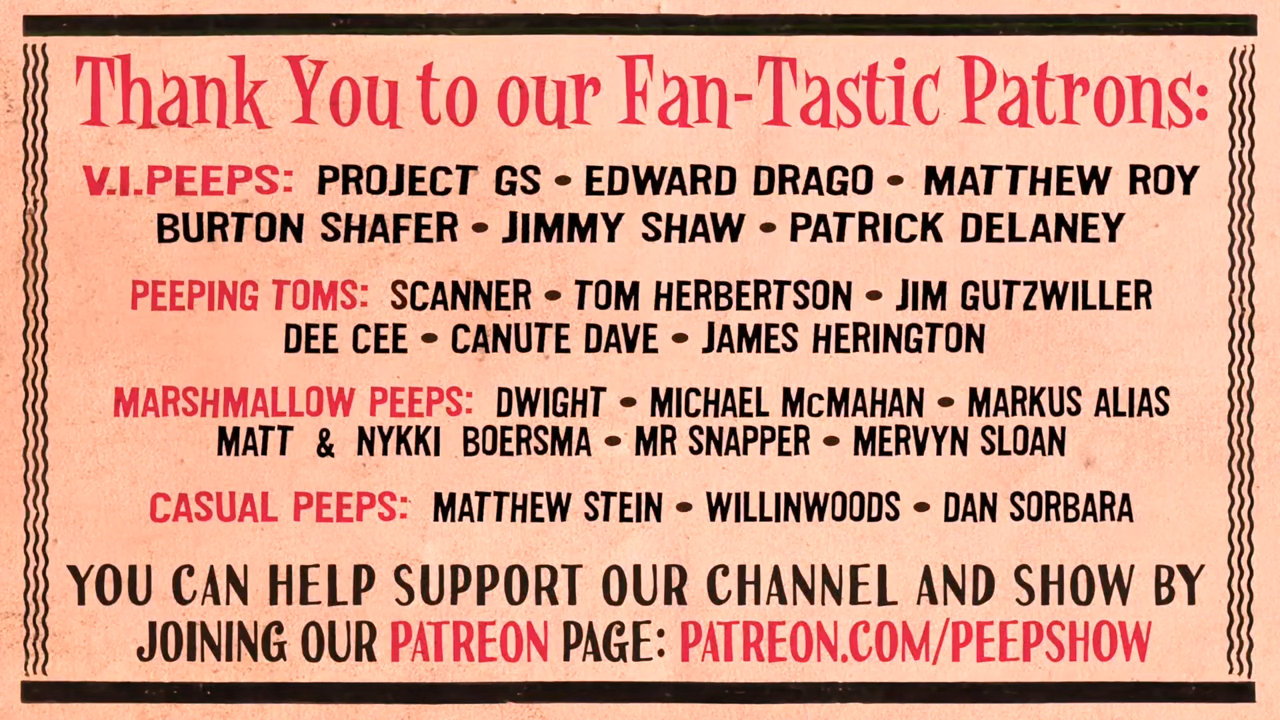 Thank You to our Fan-Tastic Patrons:
V.I.PEEPS: PROJECT GS • EDWARD DRAGO • MATTHEW ROY
BURTON SHAFER • JIMMY SHAW • PATRICK DELANEY
PEEPING TOMS: SCANNER • TOM HERBERTSON • JIM GUTZWILLER
DEE CEE • CANUTE DAVE • JAMES HERINGTON
MARSHMALLOW PEEPS: DWIGHT • MICHAEL McMAHAN • MARKUS ALIAS
MATT & NYKKI BOERSMA • MR SNAPPER • MERVYN SLOAN
CASUAL PEEPS: MATTHEW STEIN • WILLINWOODS • DAN SORBARA
YOU CAN HELP SUPPORT OUR CHANNEL AND SHOW BY
JOINING OUR PATREON PAGE: PATREON.COM/PEEPSHOW